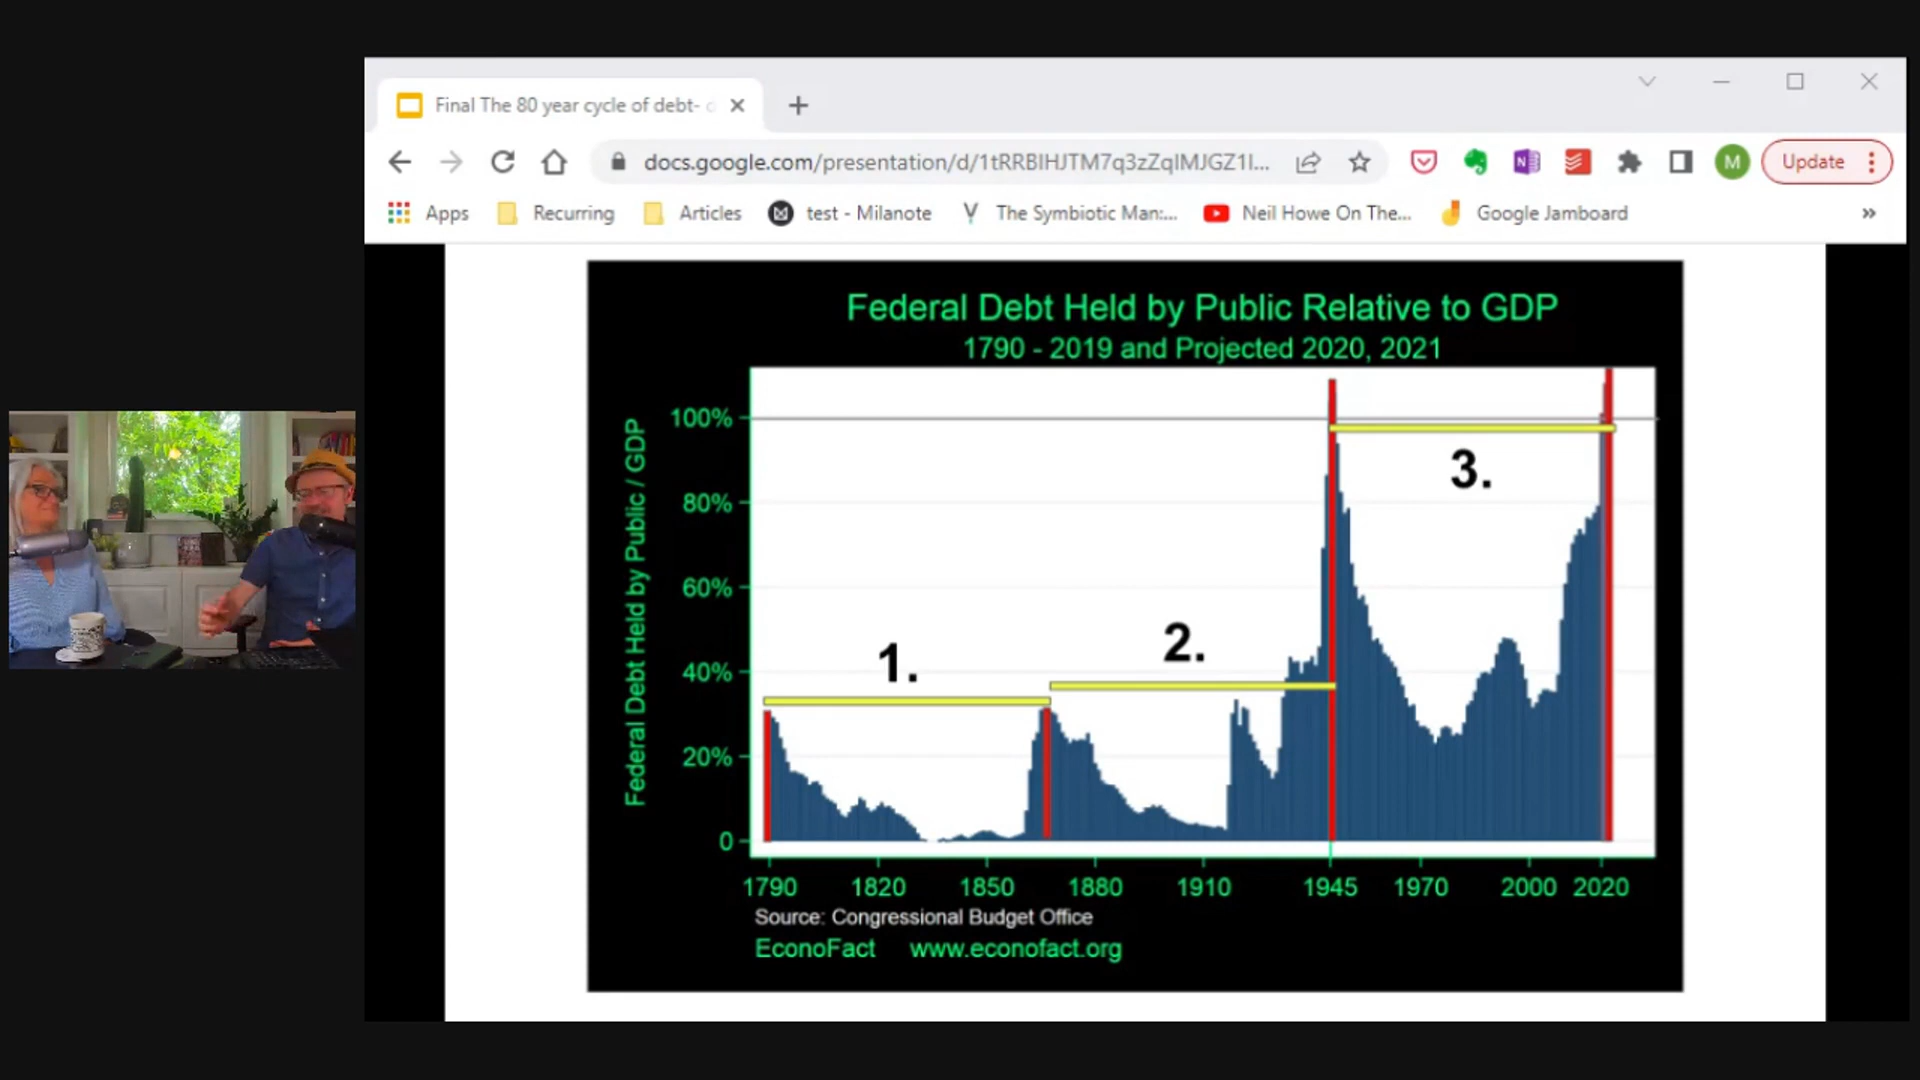 Final The 80 year cycle of debt-
docs.google.com/presentation/d/1tRRBIHJTM7q3zZqIMJGZ1I...
M
Update
Apps
Recurring
Articles
test - Milanote
The Symbiotic Man:...
Neil Howe On The...
Google Jamboard
»
Federal Debt Held by Public Relative to GDP
1790 - 2019 and Projected 2020, 2021
Federal Debt Held by Public / GDP
100%
80%
60%
40%
20%
0
1.
2.
3.
1790 1820 1850 1880 1910 1945 1970 2000 2020
Source: Congressional Budget Office
EconoFact www.econofact.org